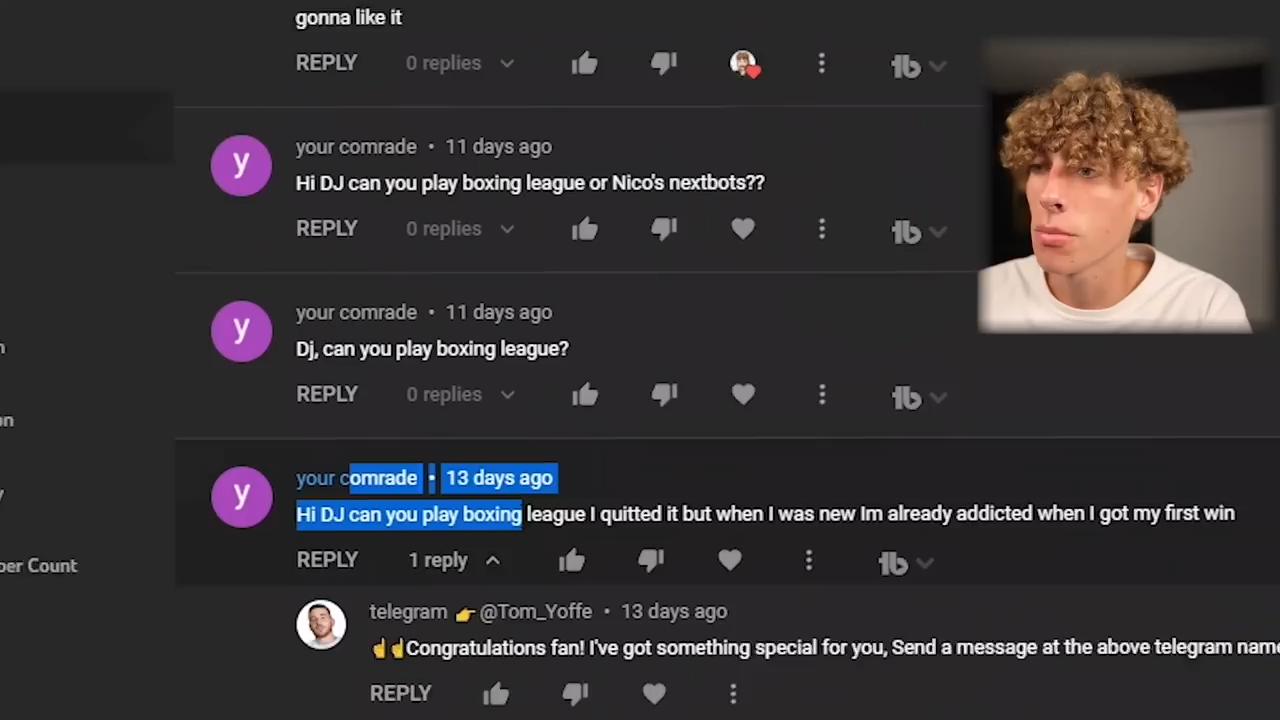 gonna like it
REPLY 0 replies
your comrade • 11 days ago
Hi DJ can you play boxing league or Nico's nextbots??
REPLY 0 replies
your comrade • 11 days ago
Dj, can you play boxing league?
REPLY 0 replies
your comrade • 13 days ago
Hi DJ can you play boxing league I quitted it but when I was new Im already addicted when I got my first win
REPLY 1 reply
per Count
telegram 👉 @Tom_Yoffe • 13 days ago
☝☝Congratulations fan! I've got something special for you, Send a message at the above telegram name
REPLY